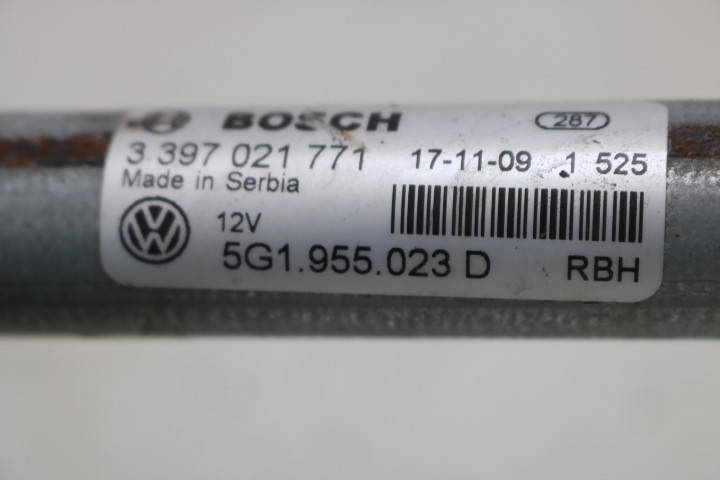 BOSCH 287
3 397 021 771 17-11-09 1 525
Made in Serbia
12V
5G1.955.023 D RBH